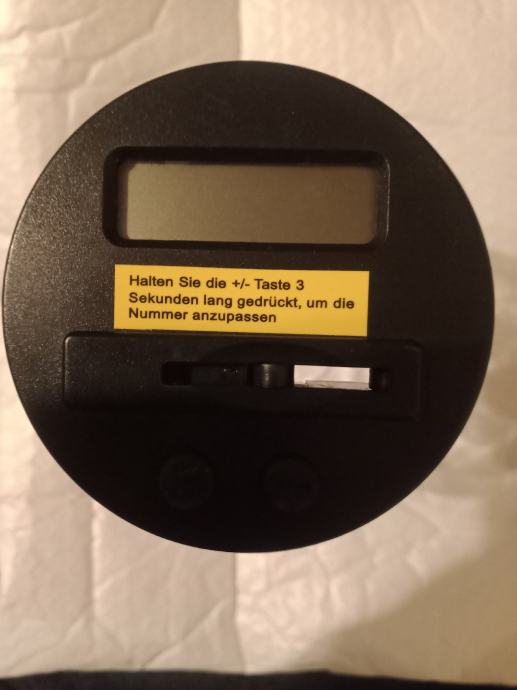 Halten Sie die +/- Taste 3
Sekunden lang gedrückt, um die
Nummer anzupassen